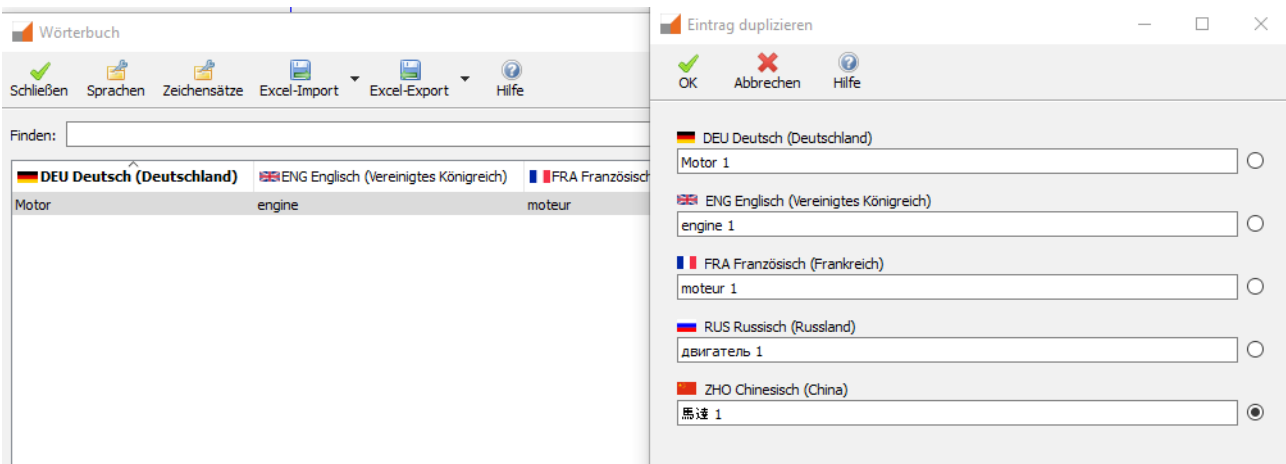 Wörterbuch
Schließen Sprachen Zeichensätze Excel-Import Excel-Export Hilfe
Finden:
DEU Deutsch (Deutschland) ENG Englisch (Vereinigtes Königreich) FRA Französisch
Motor engine moteur
Eintrag duplizieren
OK Abbrechen Hilfe
DEU Deutsch (Deutschland)
Motor 1
ENG Englisch (Vereinigtes Königreich)
engine 1
FRA Französisch (Frankreich)
moteur 1
RUS Russisch (Russland)
двигатель 1
ZHO Chinesisch (China)
馬達 1